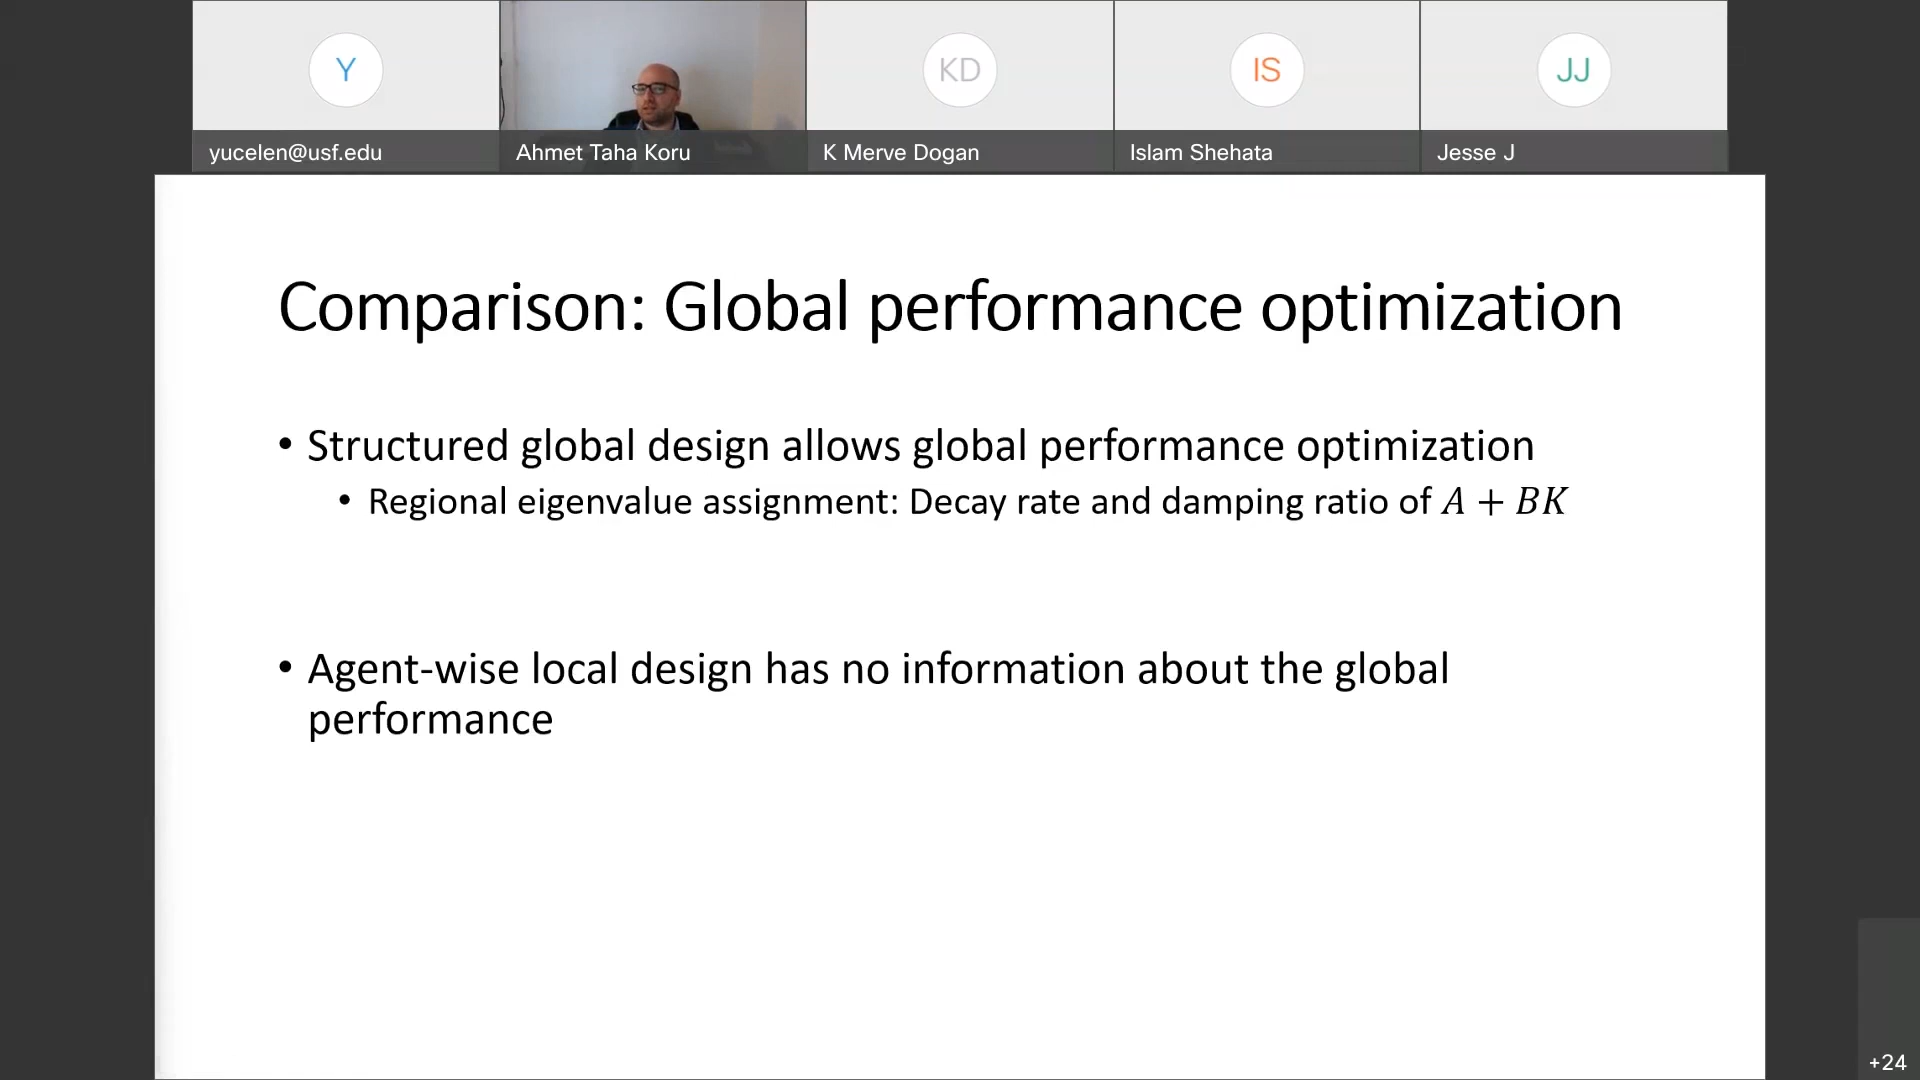 Y
KD
IS
JJ
yucelen@usf.edu
Ahmet Taha Koru
K Merve Dogan
Islam Shehata
Jesse J
Comparison: Global performance optimization
• Structured global design allows global performance optimization
• Regional eigenvalue assignment: Decay rate and damping ratio of A + BK
• Agent-wise local design has no information about the global
performance
+24